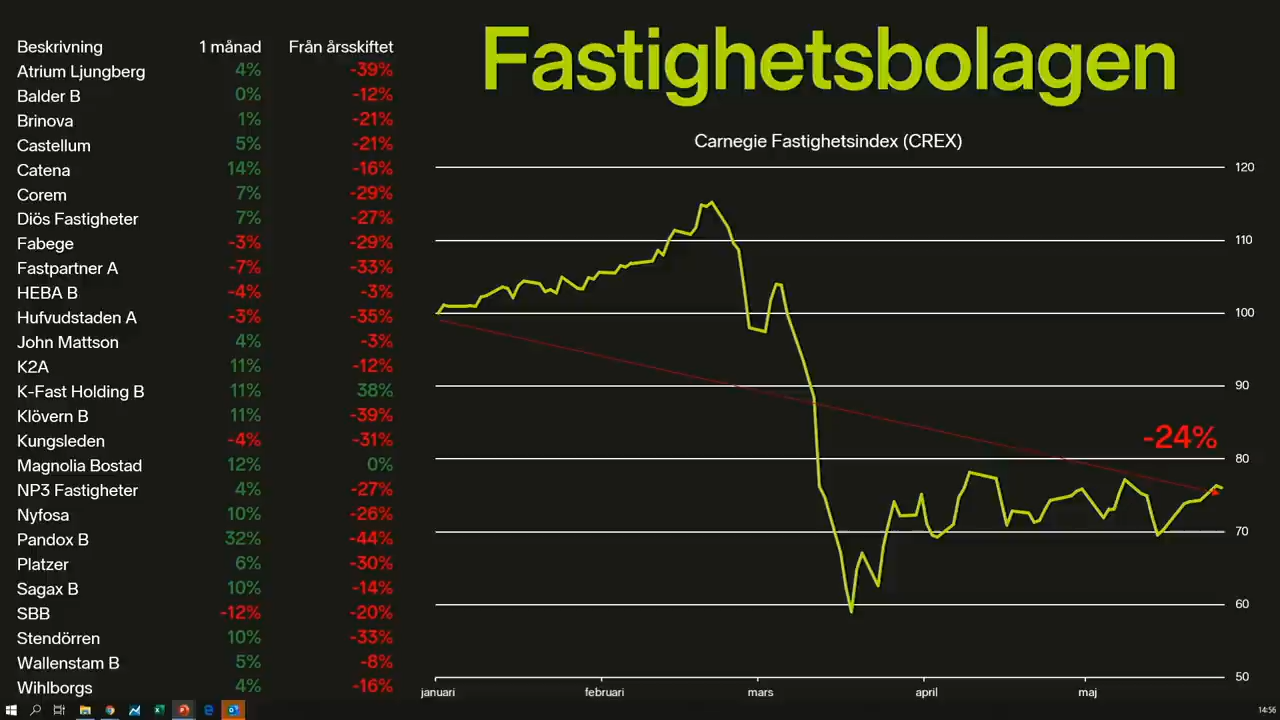 Fastighetsbolagen
Beskrivning 1 månad Från årsskiftet
Atrium Ljungberg 4% -39%
Balder B 0% -12%
Brinova 1% -21%
Castellum 5% -21%
Catena 14% -16%
Corem 7% -29%
Diös Fastigheter 7% -27%
Fabege -3% -29%
Fastpartner A -7% -33%
HEBA B -4% -3%
Hufvudstaden A -3% -35%
John Mattson 4% -3%
K2A 11% -12%
K-Fast Holding B 11% 38%
Klövern B 11% -39%
Kungsleden -4% -31%
Magnolia Bostad 12% 0%
NP3 Fastigheter 4% -27%
Nyfosa 10% -26%
Pandox B 32% -44%
Platzer 6% -30%
Sagax B 10% -14%
SBB -12% -20%
Stendörren 10% -33%
Wallenstam B 5% -8%
Wihlborgs 4% -16%
Carnegie Fastighetsindex (CREX)
120
110
100
90
-24%
80
70
60
50
januari februari mars april maj
14:56